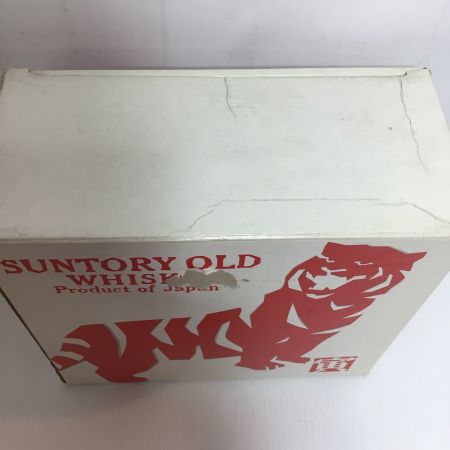 SUNTORY OLD
WHISK
Product of Japan
寅